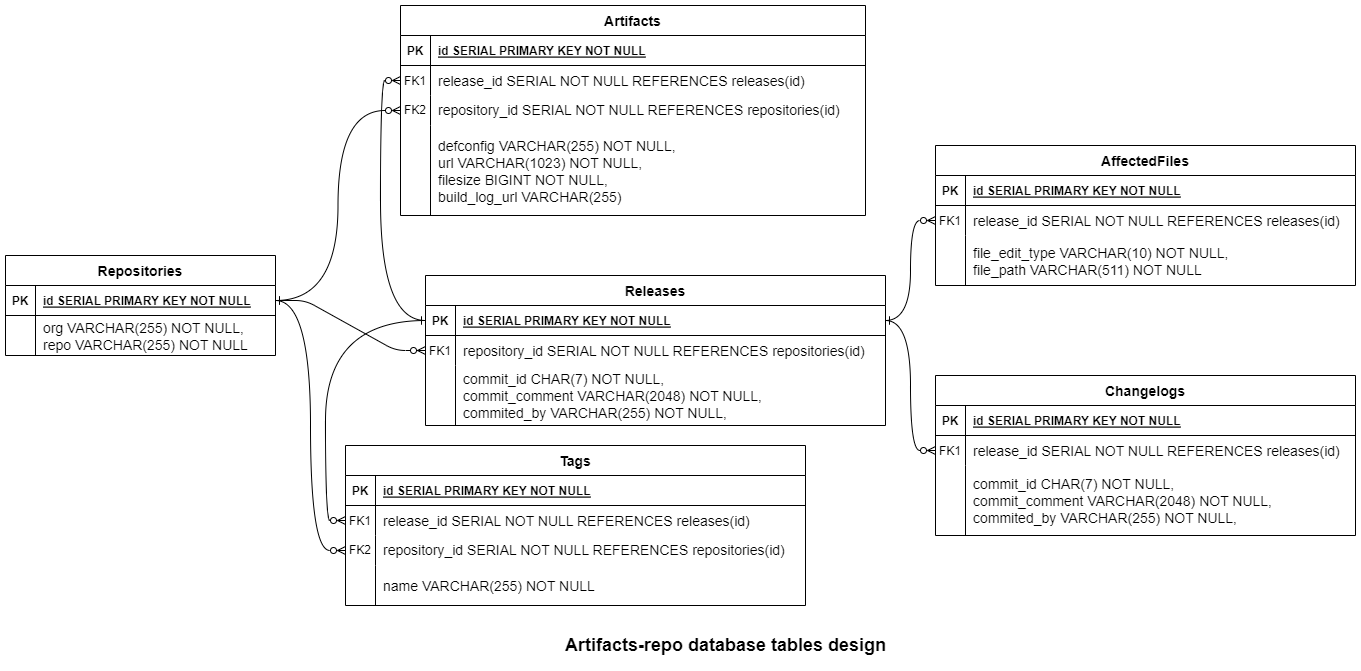 Artifacts
PK id SERIAL PRIMARY KEY NOT NULL
FK1 release_id SERIAL NOT NULL REFERENCES releases(id)
FK2 repository_id SERIAL NOT NULL REFERENCES repositories(id)
defconfig VARCHAR(255) NOT NULL,
url VARCHAR(1023) NOT NULL,
filesize BIGINT NOT NULL,
build_log_url VARCHAR(255)
AffectedFiles
PK id SERIAL PRIMARY KEY NOT NULL
FK1 release_id SERIAL NOT NULL REFERENCES releases(id)
file_edit_type VARCHAR(10) NOT NULL,
file_path VARCHAR(511) NOT NULL
Repositories
PK id SERIAL PRIMARY KEY NOT NULL
org VARCHAR(255) NOT NULL,
repo VARCHAR(255) NOT NULL
Releases
PK id SERIAL PRIMARY KEY NOT NULL
FK1 repository_id SERIAL NOT NULL REFERENCES repositories(id)
commit_id CHAR(7) NOT NULL,
commit_comment VARCHAR(2048) NOT NULL,
commited_by VARCHAR(255) NOT NULL,
Changelogs
PK id SERIAL PRIMARY KEY NOT NULL
FK1 release_id SERIAL NOT NULL REFERENCES releases(id)
commit_id CHAR(7) NOT NULL,
commit_comment VARCHAR(2048) NOT NULL,
commited_by VARCHAR(255) NOT NULL,
Tags
PK id SERIAL PRIMARY KEY NOT NULL
FK1 release_id SERIAL NOT NULL REFERENCES releases(id)
FK2 repository_id SERIAL NOT NULL REFERENCES repositories(id)
name VARCHAR(255) NOT NULL
Artifacts-repo database tables design